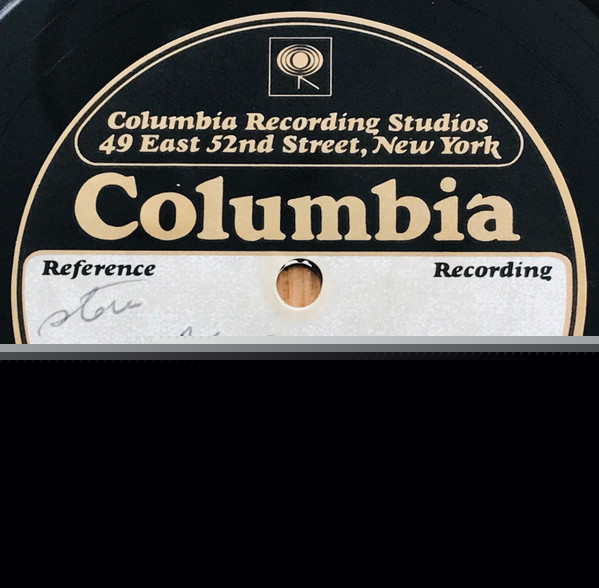 Columbia Recording Studios
49 East 52nd Street, New York
Columbia
Reference Recording